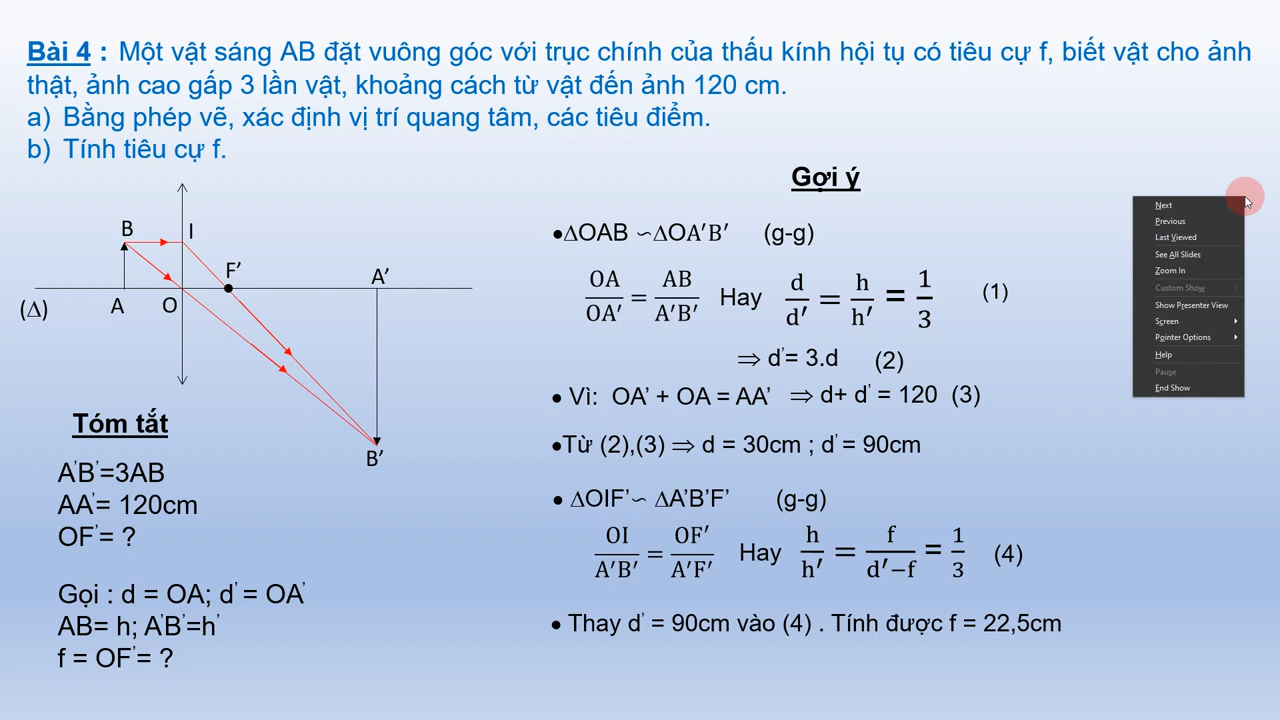 Bài 4 : Một vật sáng AB đặt vuông góc với trục chính của thấu kính hội tụ có tiêu cự f, biết vật cho ảnh
thật, ảnh cao gấp 3 lần vật, khoảng cách từ vật đến ảnh 120 cm.
a) Bằng phép vẽ, xác định vị trí quang tâm, các tiêu điểm.
b) Tính tiêu cự f.
B
I
F’
A’
(∆)
A
O
B’
Tóm tắt
A’B’=3AB
AA’= 120cm
OF’= ?
Gọi : d = OA; d’ = OA’
AB= h; A’B’=h’
f = OF’= ?
Gợi ý
•∆OAB ∽∆OA′B′ (g-g)
OA/OA′ = AB/A′B′ Hay d/d′ = h/h′ = 1/3 (1)
⇒ d’= 3.d (2)
• Vì: OA’ + OA = AA’ ⇒ d+ d’ = 120 (3)
•Từ (2),(3) ⇒ d = 30cm ; d’ = 90cm
• ∆OIF’∽ ∆A’B’F’ (g-g)
OI/A′B′ = OF′/A′F′ Hay h/h′ = f/d′−f = 1/3 (4)
• Thay d’ = 90cm vào (4) . Tính được f = 22,5cm
Next
Previous
Last Viewed
See All Slides
Zoom In
Custom Show
Show Presenter View
Screen
Pointer Options
Help
Pause
End Show